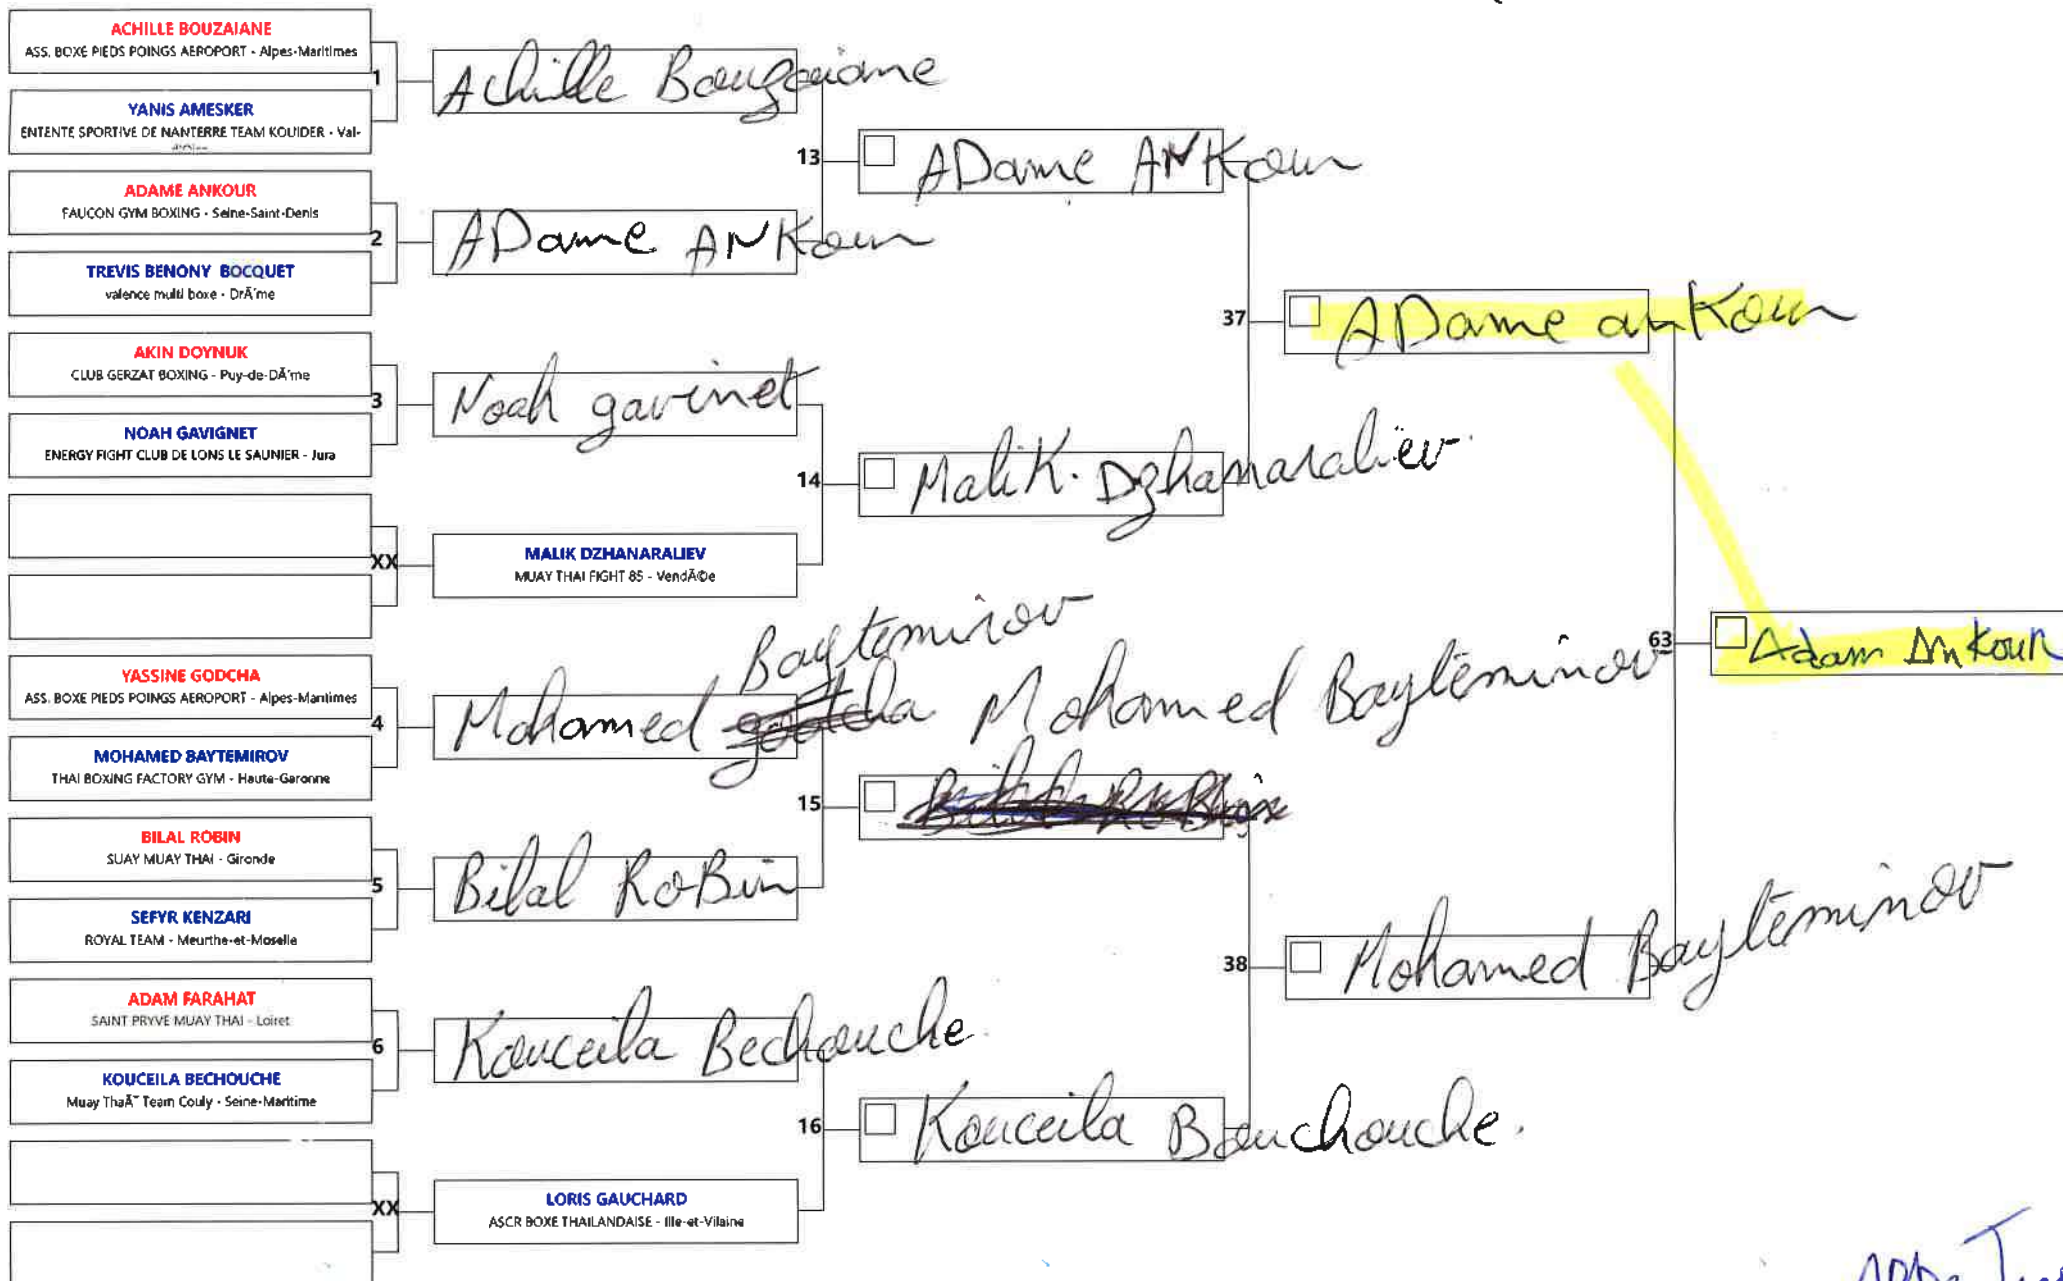 ACHILLE BOUZAIANE
ASS. BOXE PIEDS POINGS AEROPORT - Alpes-Maritimes
1
YANIS AMESKER
ENTENTE SPORTIVE DE NANTERRE TEAM KOUIDER - Val-
Achille Bouzaiane
ADAME ANKOUR
FAUCON GYM BOXING - Seine-Saint-Denis
2
TREVIS BENONY BOCQUET
valence multi boxe - DrÃ´me
ADame ANKour
13
ADame ANKour
AKIN DOYNUK
CLUB GERZAT BOXING - Puy-de-DÃ´me
3
NOAH GAVIGNET
ENERGY FIGHT CLUB DE LONS LE SAUNIER - Jura
Noah gavinet
XX
MALIK DZHANARALIEV
MUAY THAI FIGHT 85 - VendÃ©e
14
MaliK. Dzhamaraliev.
37
ADame anKour
YASSINE GODCHA
ASS. BOXE PIEDS POINGS AEROPORT - Alpes-Maritimes
4
MOHAMED BAYTEMIROV
THAI BOXING FACTORY GYM - Haute-Garonne
Baytemirov
Mohamed
BILAL ROBIN
SUAY MUAY THAI - Gironde
5
SEFYR KENZARI
ROYAL TEAM - Meurthe-et-Moselle
Bilal RoBin
15
Mohamed Bayteminov
Bilal RoBin
ADAM FARAHAT
SAINT PRYVE MUAY THAI - Loiret
6
KOUCEILA BECHOUCHE
Muay ThaÃ¯ Team Couly - Seine-Maritime
Kouceila Bechouche.
XX
LORIS GAUCHARD
ASCR BOXE THAILANDAISE - Ille-et-Vilaine
16
Kouceila Bouchouche.
38
Mohamed Bayteminov
63
Adam AnKour